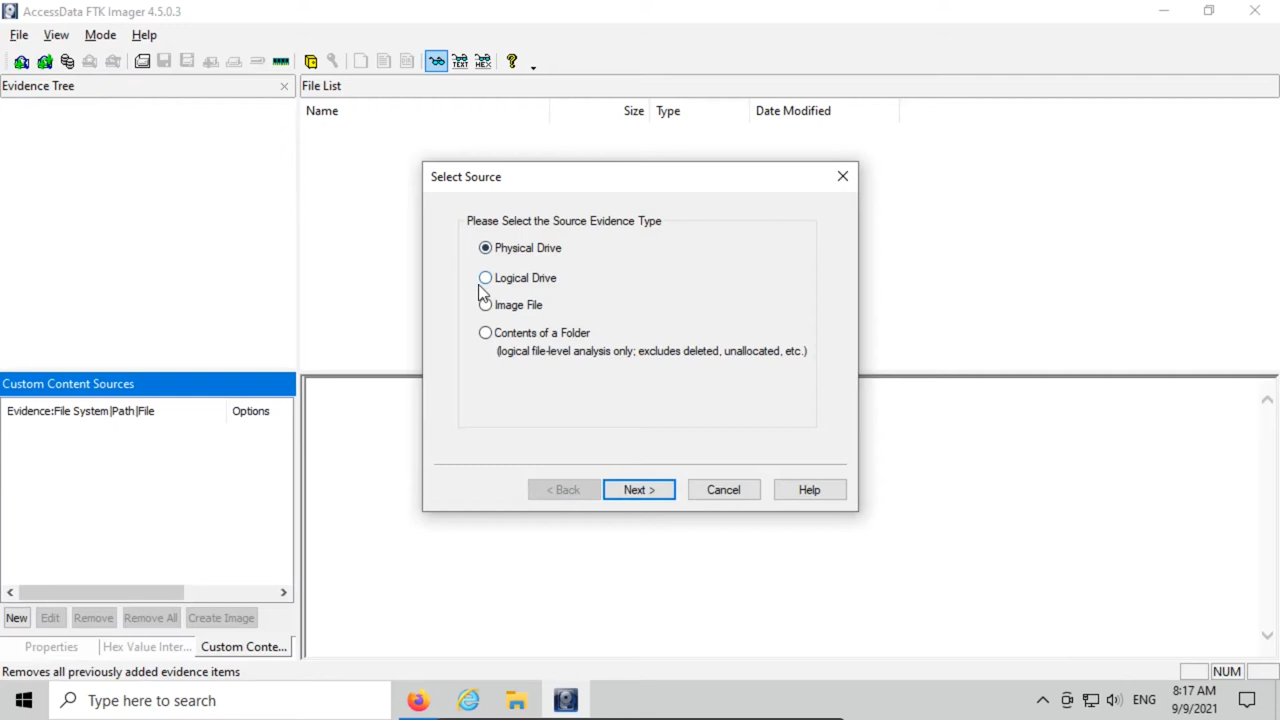 AccessData FTK Imager 4.5.0.3
File View Mode Help
TEXT HEX ?
Evidence Tree
File List
Name Size Type Date Modified
Select Source
Please Select the Source Evidence Type
Physical Drive
Logical Drive
Image File
Contents of a Folder
(logical file-level analysis only; excludes deleted, unallocated, etc.)
< Back Next > Cancel Help
Custom Content Sources
Evidence:File System|Path|File Options
New Edit Remove Remove All Create Image
Properties Hex Value Inter... Custom Conte...
Removes all previously added evidence items
NUM
Type here to search
ENG
8:17 AM
9/9/2021